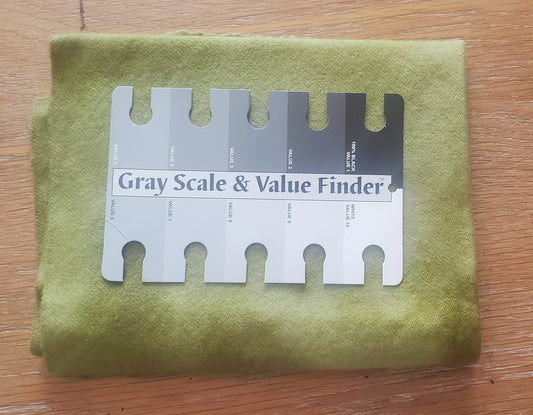 VALUE 5
VALUE 4
VALUE 3
VALUE 2
100% BLACK
VALUE 1
Gray Scale & Value Finder
VALUE 6
VALUE 7
VALUE 8
VALUE 9
WHITE
VALUE 10